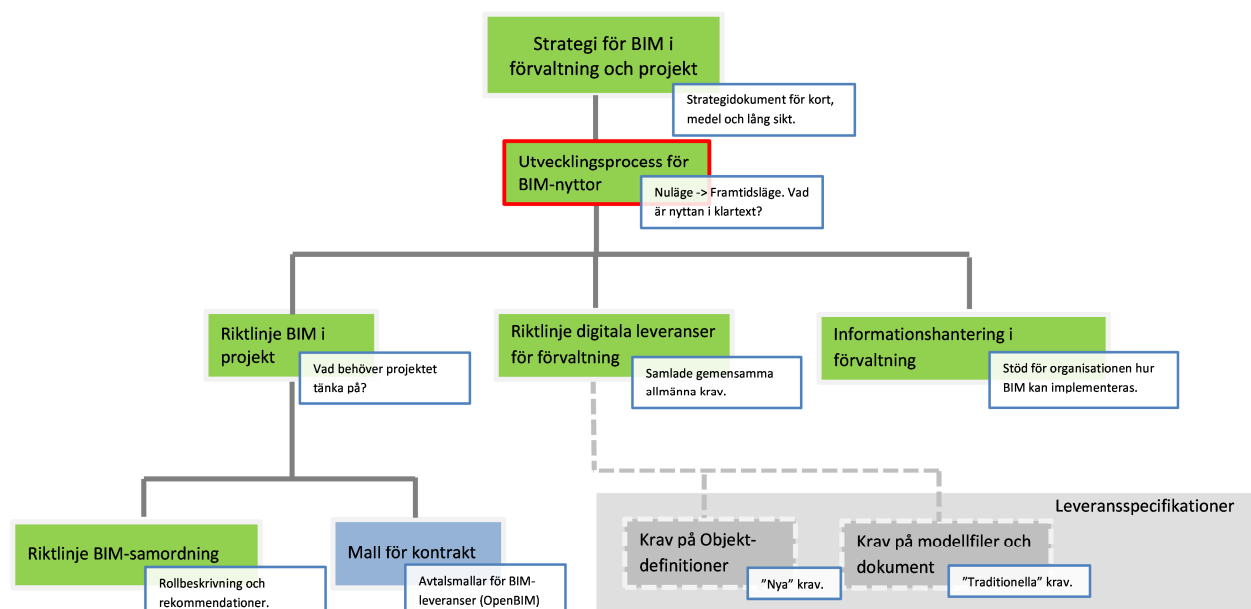 Strategi för BIM i
förvaltning och projekt
Strategidokument för kort,
medel och lång sikt.
Utvecklingsprocess för
BIM-nyttor
Nuläge -> Framtidsläge. Vad
är nyttan i klartext?
Riktlinje BIM i
projekt
Vad behöver projektet
tänka på?
Riktlinje digitala leveranser
för förvaltning
Samlade gemensamma
allmänna krav.
Informationshantering i
förvaltning
Stöd för organisationen hur
BIM kan implementeras.
Riktlinje BIM-samordning
Rollbeskrivning och
rekommendationer.
Mall för kontrakt
Avtalsmallar för BIM-
leveranser (OpenBIM)
Leveransspecifikationer
Krav på Objekt-
definitioner
”Nya” krav.
Krav på modellfiler och
dokument
”Traditionella” krav.